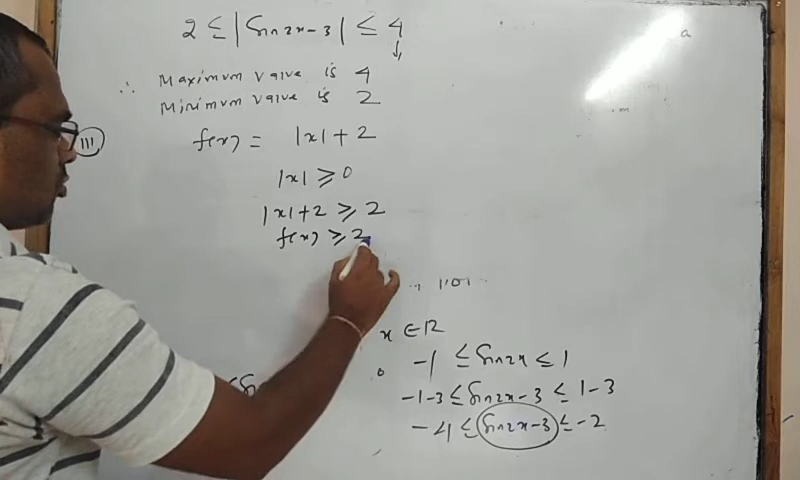 2 ≤ |Sin2x-3| ≤ 4
∴ Maximum value is 4
Minimum value is 2
III f(x) = |x| + 2
|x| ≥ 0
|x| + 2 ≥ 2
f(x) ≥ 2
x ∈ R
-1 ≤ Sin2x ≤ 1
-1-3 ≤ Sin2x-3 ≤ 1-3
-4 ≤ Sin2x-3 ≤ -2